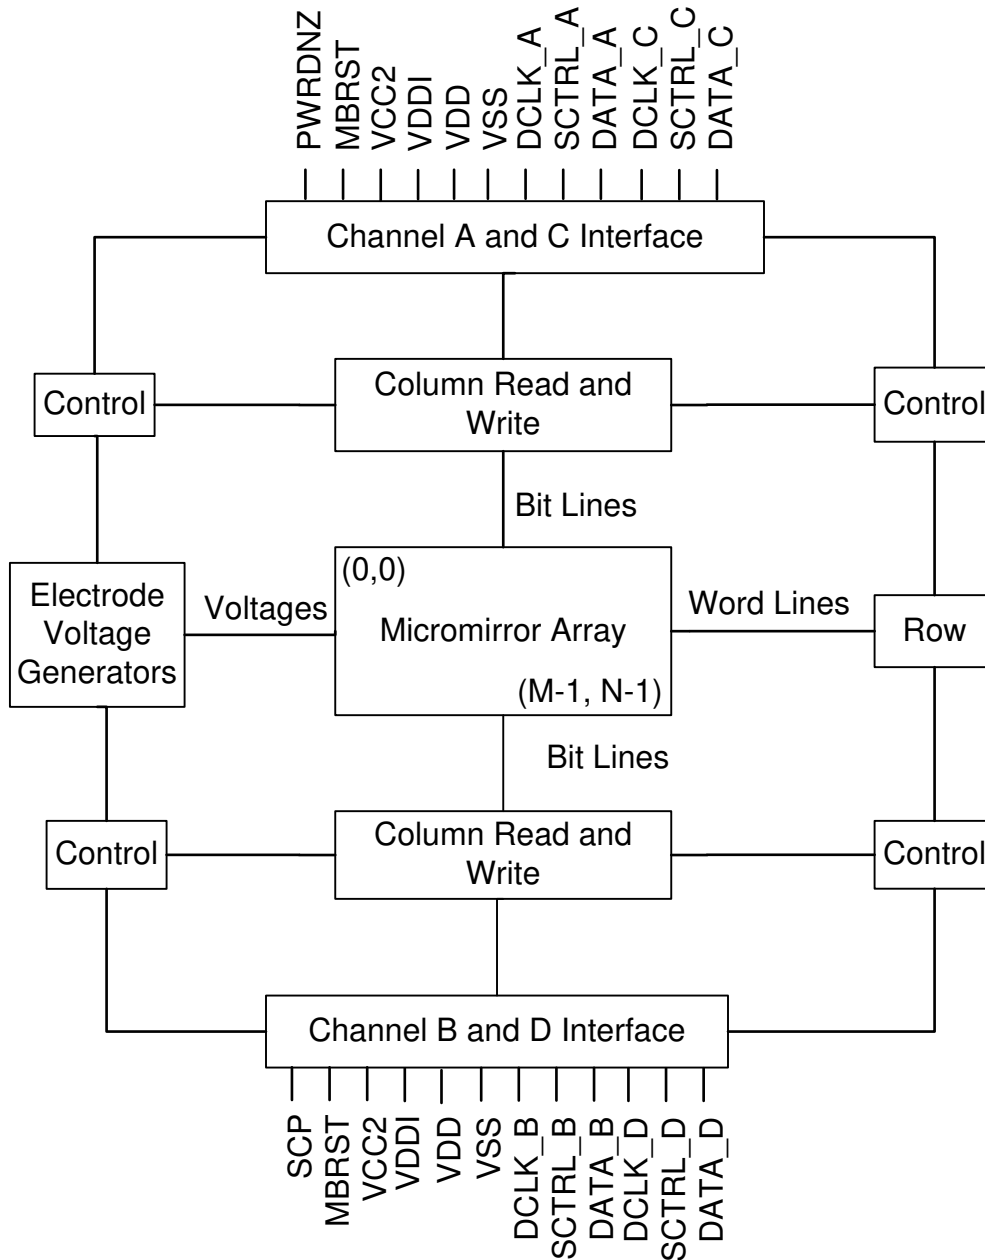 PWRDNZ
MBRST
VCC2
VDDI
VDD
VSS
DCLK_A
SCTRL_A
DATA_A
DCLK_C
SCTRL_C
DATA_C
Channel A and C Interface
Control
Column Read and
Write
Control
Bit Lines
Electrode
Voltage
Generators
Voltages
(0,0)
Micromirror Array
(M-1, N-1)
Word Lines
Row
Bit Lines
Control
Column Read and
Write
Control
Channel B and D Interface
SCP
MBRST
VCC2
VDDI
VDD
VSS
DCLK_B
SCTRL_B
DATA_B
DCLK_D
SCTRL_D
DATA_D